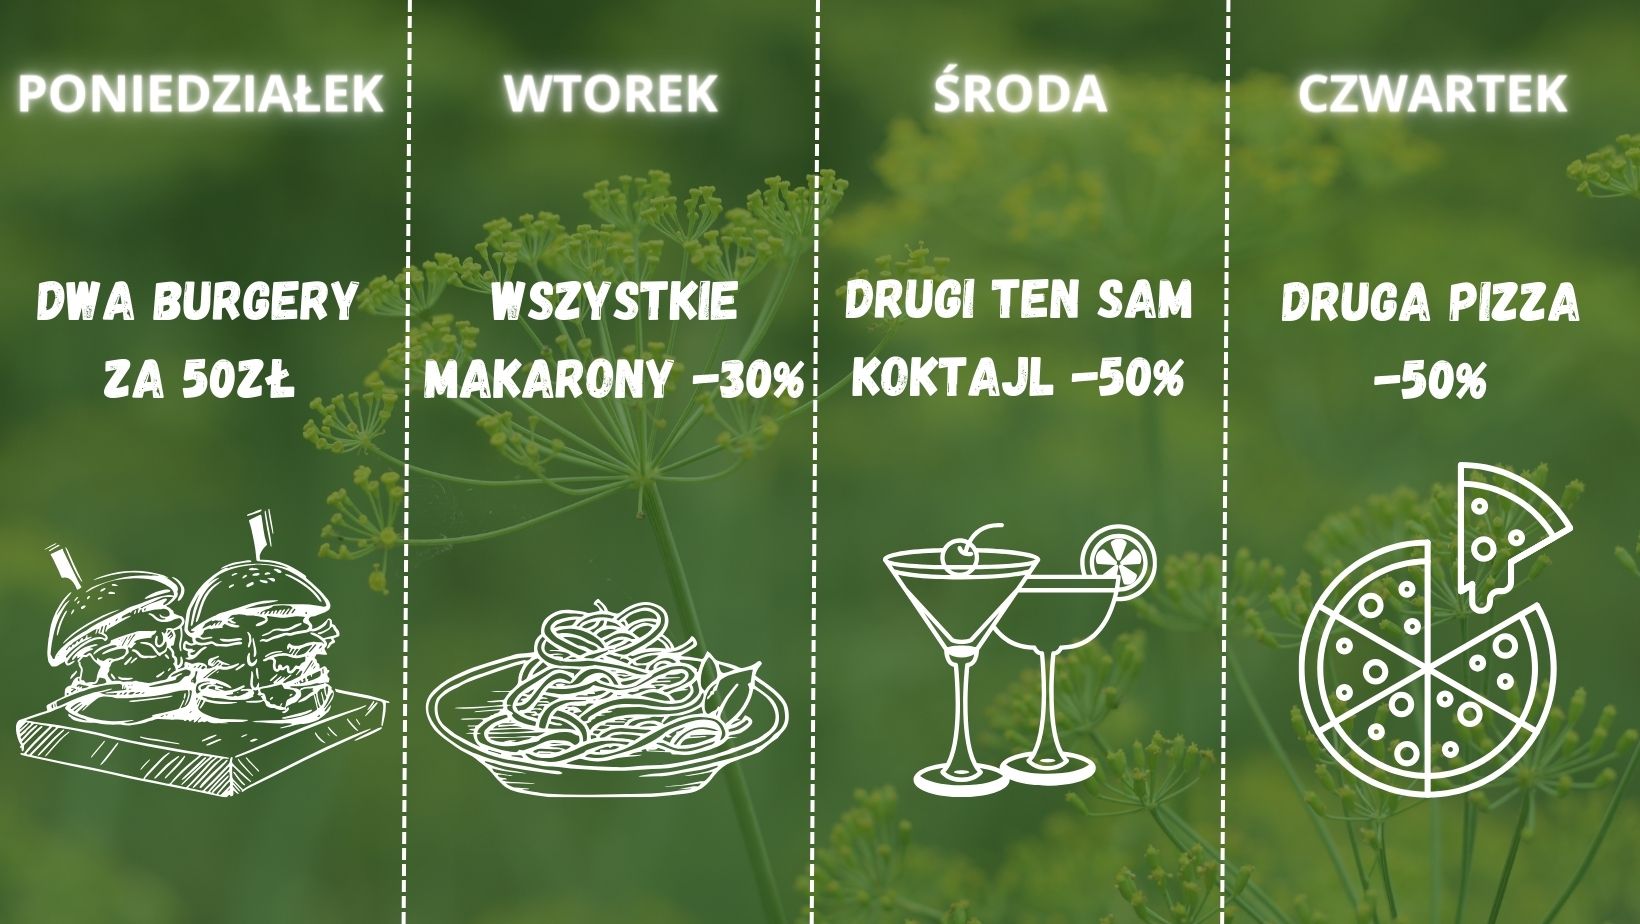 PONIEDZIAŁEK
DWA BURGERY
ZA 50ZŁ
WTOREK
WSZYSTKIE
MAKARONY -30%
ŚRODA
DRUGI TEN SAM
KOKTAJL -50%
CZWARTEK
DRUGA PIZZA
-50%